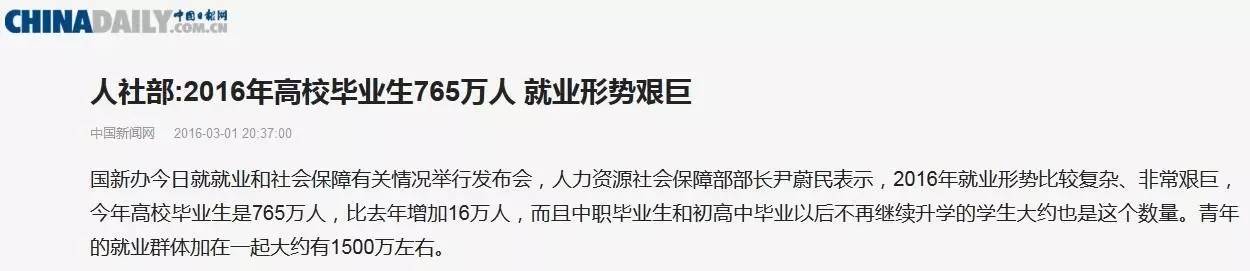 CHINADAILY 中国日报网
.COM.CN
人社部:2016年高校毕业生765万人 就业形势艰巨
中国新闻网 2016-03-01 20:37:00
国新办今日就就业和社会保障有关情况举行发布会，人力资源社会保障部部长尹蔚民表示，2016年就业形势比较复杂、非常艰巨，
今年高校毕业生是765万人，比去年增加16万人，而且中职毕业生和初高中毕业以后不再继续升学的学生大约也是这个数量。青年
的就业群体加在一起大约有1500万左右。